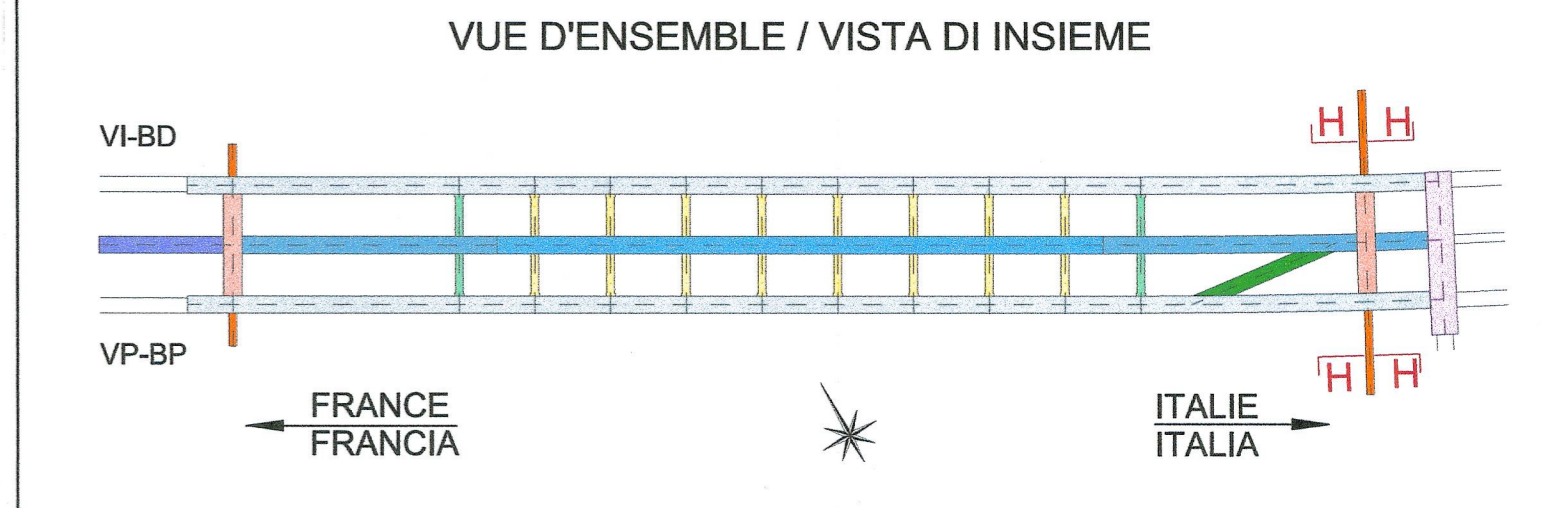 VUE D'ENSEMBLE / VISTA DI INSIEME
VI-BD
H H
VP-BP
H H
FRANCE
FRANCIA
ITALIE
ITALIA